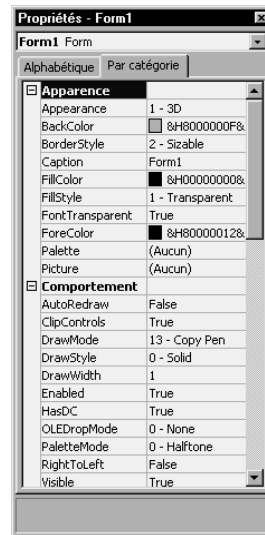 Propriétés - Form1
Form1 Form
Alphabétique Par catégorie
Apparence
Appearance 1 - 3D
BackColor &H8000000F&
BorderStyle 2 - Sizable
Caption Form1
FillColor &H00000000&
FillStyle 1 - Transparent
FontTransparent True
ForeColor &H80000012&
Palette (Aucun)
Picture (Aucun)
Comportement
AutoRedraw False
ClipControls True
DrawMode 13 - Copy Pen
DrawStyle 0 - Solid
DrawWidth 1
Enabled True
HasDC True
OLEDropMode 0 - None
PaletteMode 0 - Halftone
RightToLeft False
Visible True